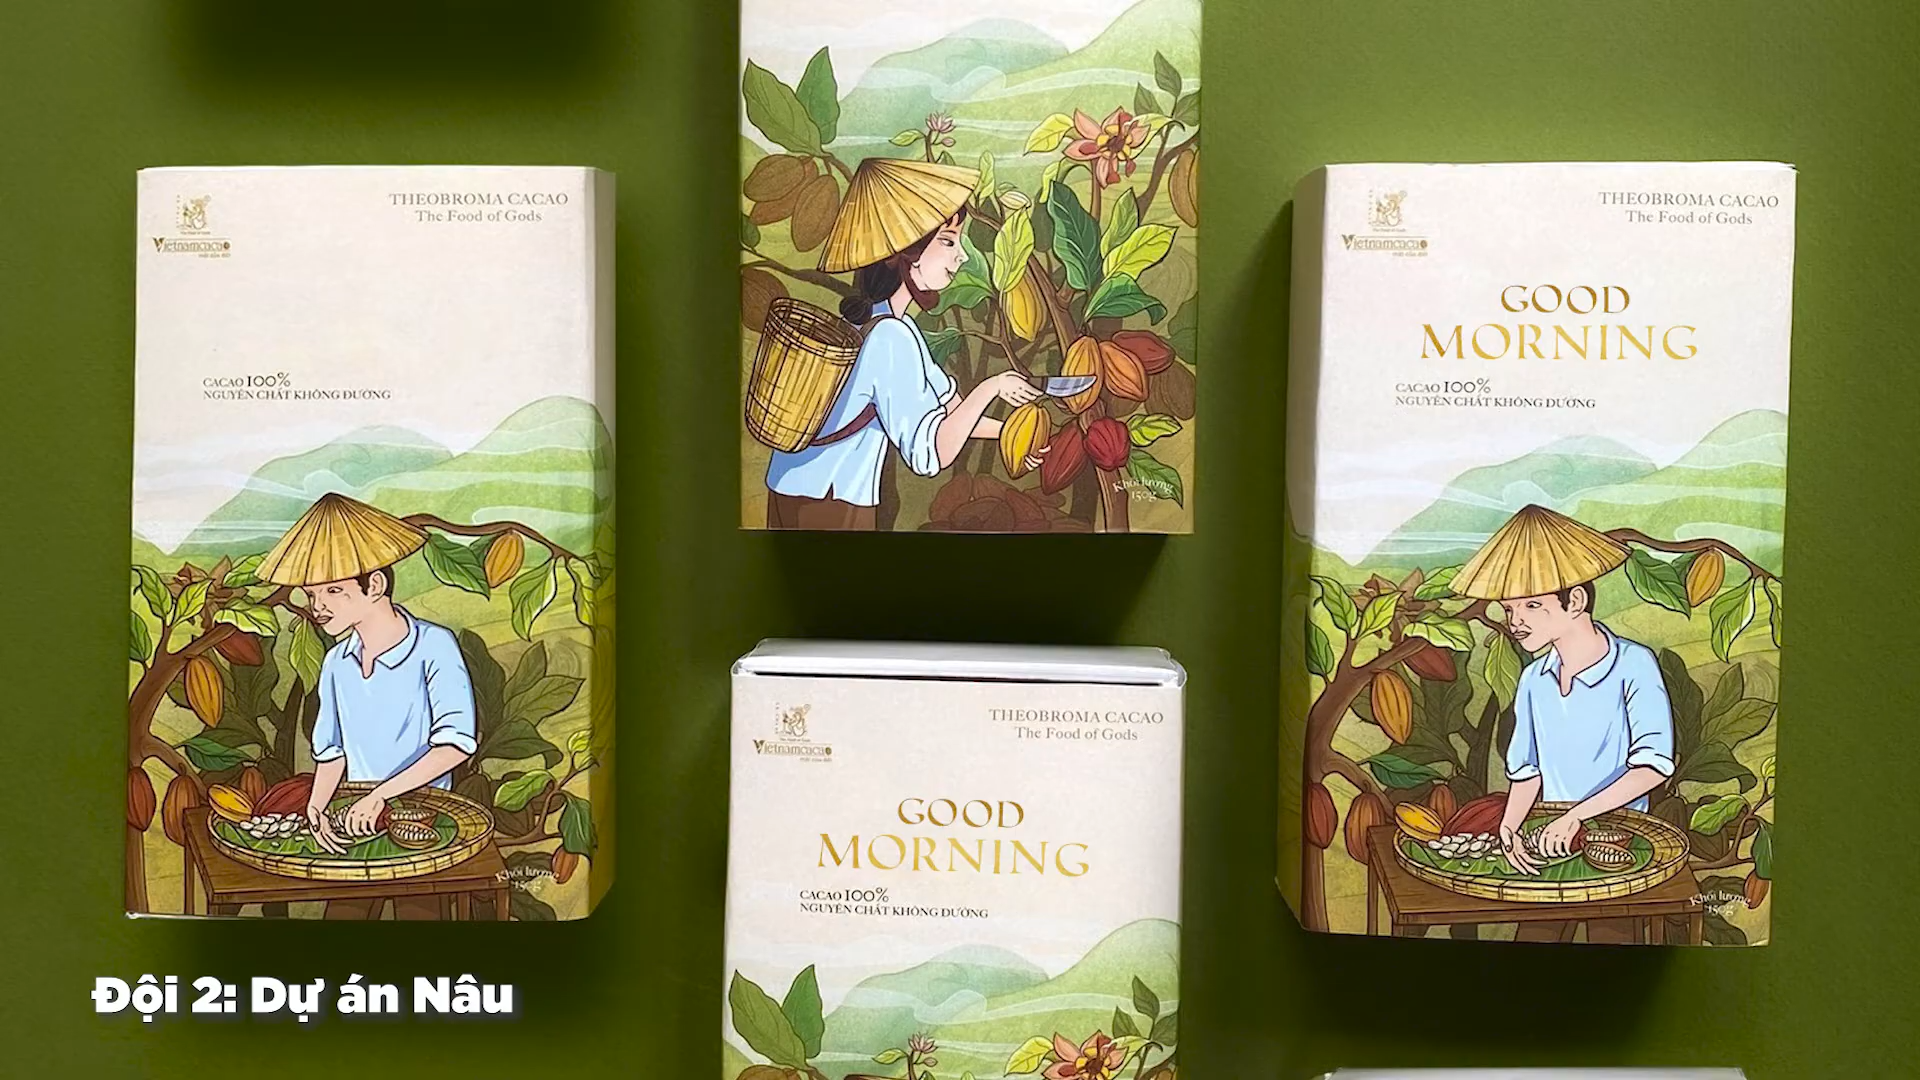 THEOBROMA CACAO
The Food of Gods
Vietnamcacao
CACAO 100%
NGUYÊN CHẤT KHÔNG ĐƯỜNG
Khối lượng
150g
Khối lượng
150g
THEOBROMA CACAO
The Food of Gods
Vietnamcacao
GOOD
MORNING
CACAO 100%
NGUYÊN CHẤT KHÔNG ĐƯỜNG
THEOBROMA CACAO
The Food of Gods
Vietnamcacao
GOOD
MORNING
CACAO 100%
NGUYÊN CHẤT KHÔNG ĐƯỜNG
Khối lượng
150g
Đội 2: Dự án Nâu